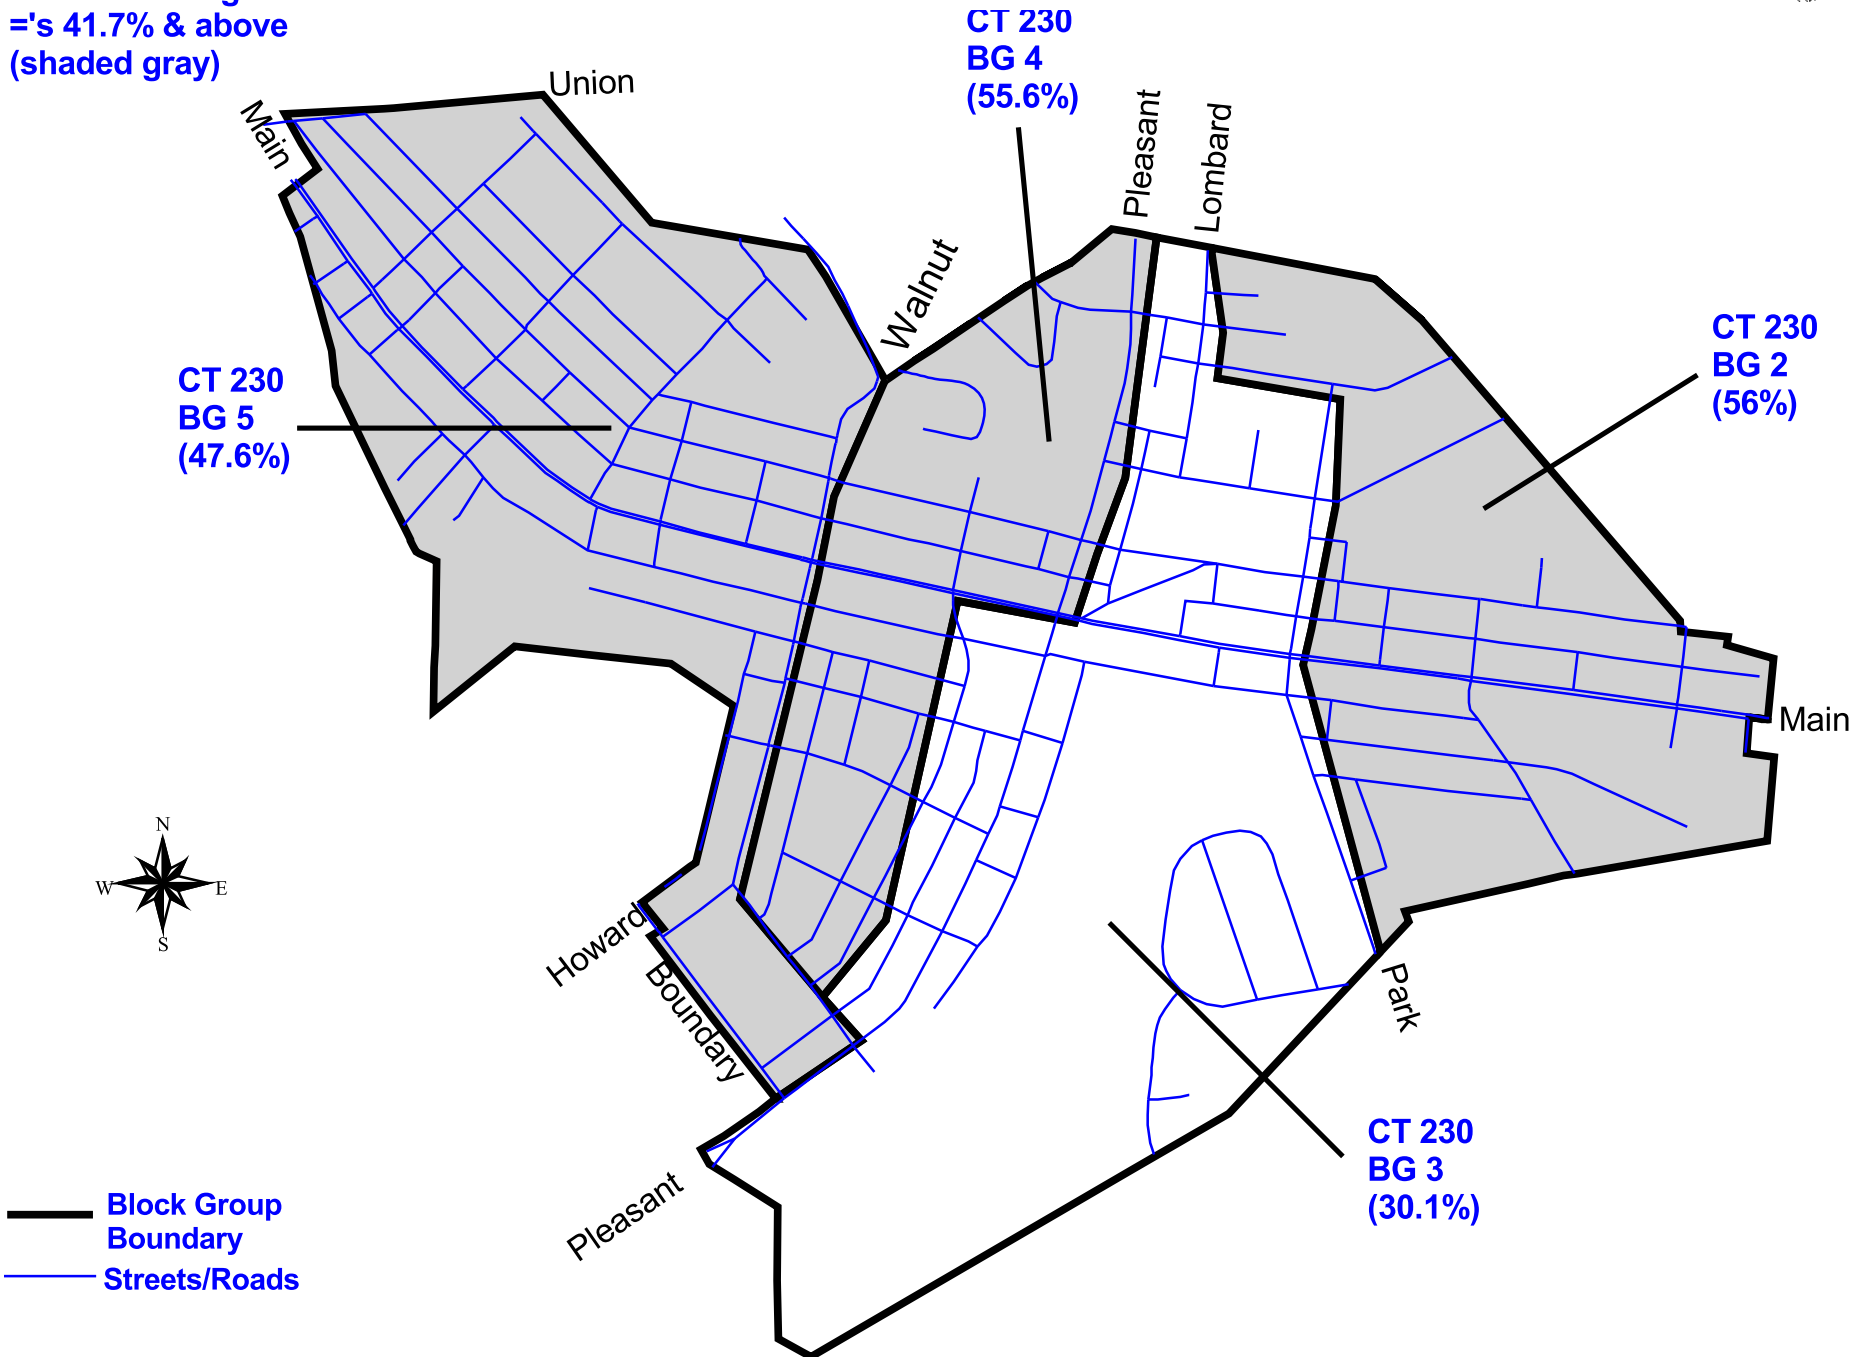 ='s 41.7% & above
(shaded gray)
CT 230
BG 4
(55.6%)
Union
Main
Pleasant
Lombard
Walnut
CT 230
BG 2
(56%)
CT 230
BG 5
(47.6%)
Main
N
W
E
S
Howard
Boundary
Park
CT 230
BG 3
(30.1%)
Pleasant
Block Group
Boundary
Streets/Roads